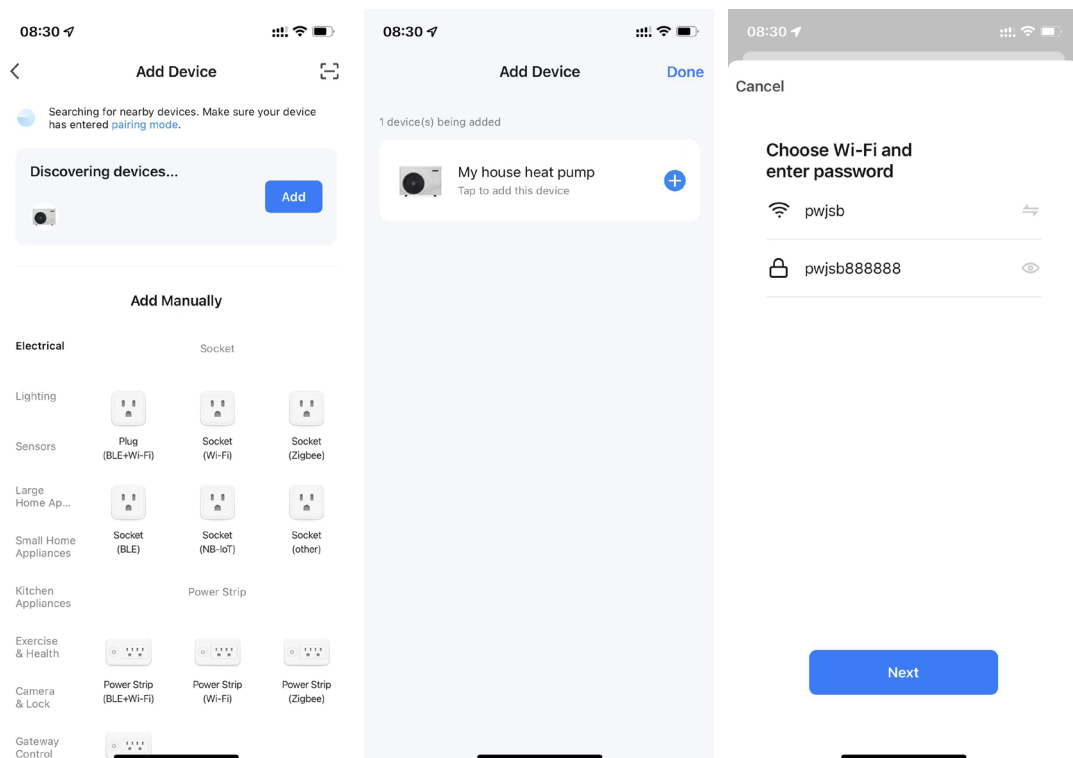 08:30
Add Device
Searching for nearby devices. Make sure your device
has entered pairing mode.
Discovering devices...
Add
Add Manually
Electrical
Socket
Lighting
Plug
(BLE+Wi-Fi)
Socket
(Wi-Fi)
Socket
(Zigbee)
Sensors
Large
Home Ap...
Socket
(BLE)
Socket
(NB-IoT)
Socket
(other)
Small Home
Appliances
Kitchen
Appliances
Power Strip
Exercise
& Health
Power Strip
(BLE+Wi-Fi)
Power Strip
(Wi-Fi)
Power Strip
(Zigbee)
Camera
& Lock
Gateway
Control
08:30
Add Device
Done
1 device(s) being added
My house heat pump
Tap to add this device
08:30
Cancel
Choose Wi-Fi and
enter password
pwjsb
pwjsb888888
Next